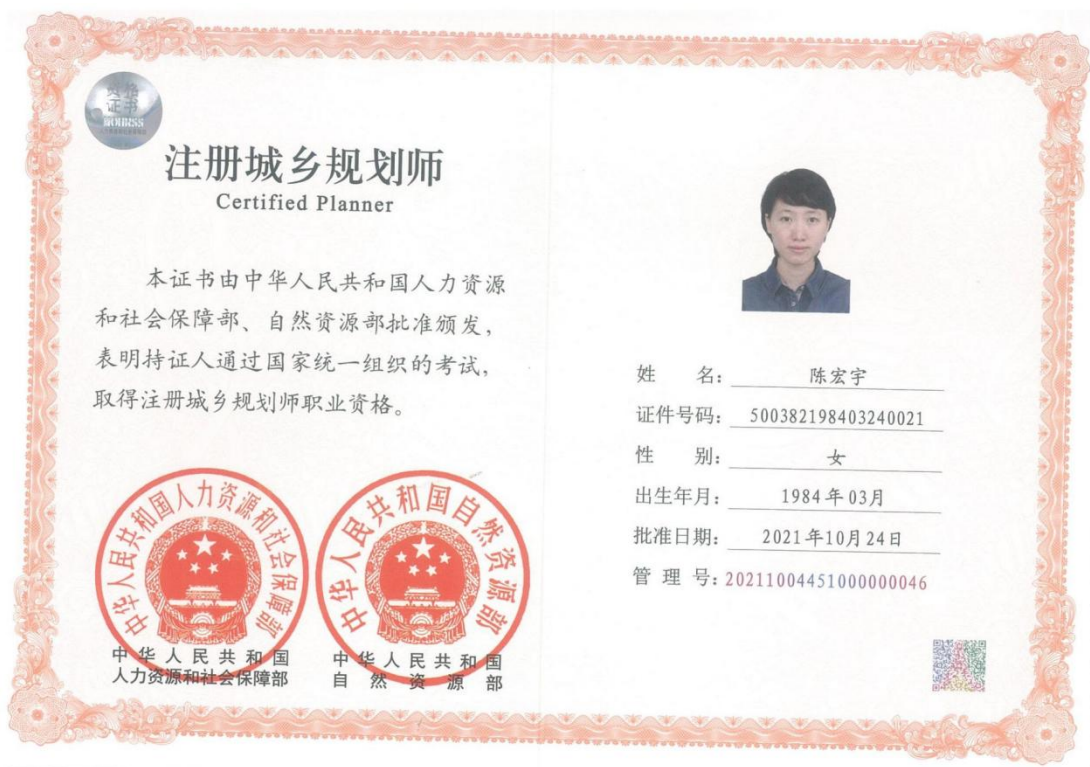 资格
证书
MOHRSS
注册城乡规划师
Certified Planner
本证书由中华人民共和国人力资源
和社会保障部、自然资源部批准颁发,
表明持证人通过国家统一组织的考试,
取得注册城乡规划师职业资格。
中华人民共和国人力资源和社会保障部
中华人民共和国自然资源部
中华人民共和国
人力资源和社会保障部
中华人民共和国
自然资源部
姓 名: 陈宏宇
证件号码: 500382198403240021
性 别: 女
出生年月: 1984年03月
批准日期: 2021年10月24日
管 理 号: 20211004451000000046